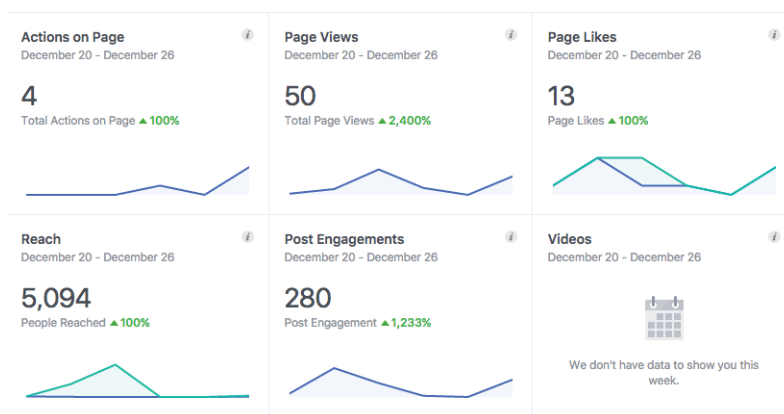 Actions on Page
December 20 - December 26
4
Total Actions on Page ▲100%
Page Views
December 20 - December 26
50
Total Page Views ▲2,400%
Page Likes
December 20 - December 26
13
Page Likes ▲100%
Reach
December 20 - December 26
5,094
People Reached ▲100%
Post Engagements
December 20 - December 26
280
Post Engagement ▲1,233%
Videos
December 20 - December 26
We don't have data to show you this
week.